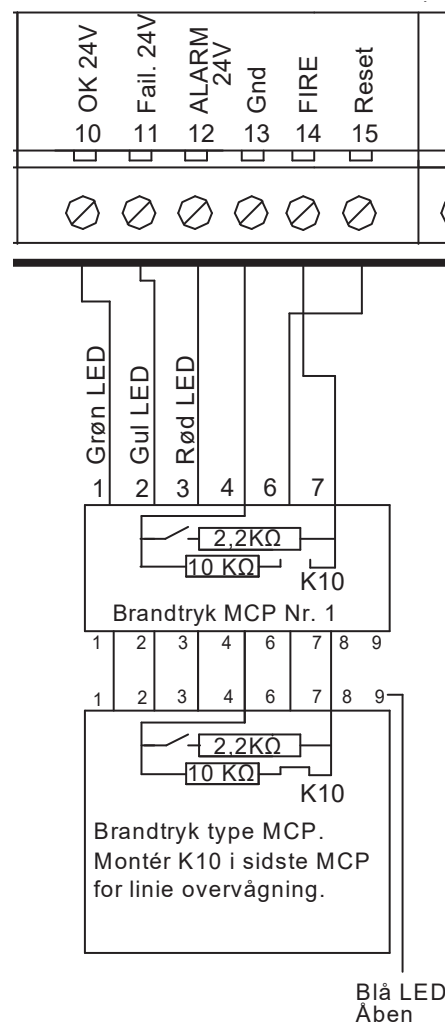 OK 24V
Fail. 24V
ALARM
24V
Gnd
FIRE
Reset
10 11 12 13 14 15
Grøn LED
Gul LED
Rød LED
1 2 3 4 6 7
2,2KΩ
10 KΩ
K10
Brandtryk MCP Nr. 1
1 2 3 4 6 7 8 9
1 2 3 4 6 7 8 9
2,2KΩ
10 KΩ
K10
Brandtryk type MCP.
Montér K10 i sidste MCP
for linie overvågning.
Blå LED
Åben